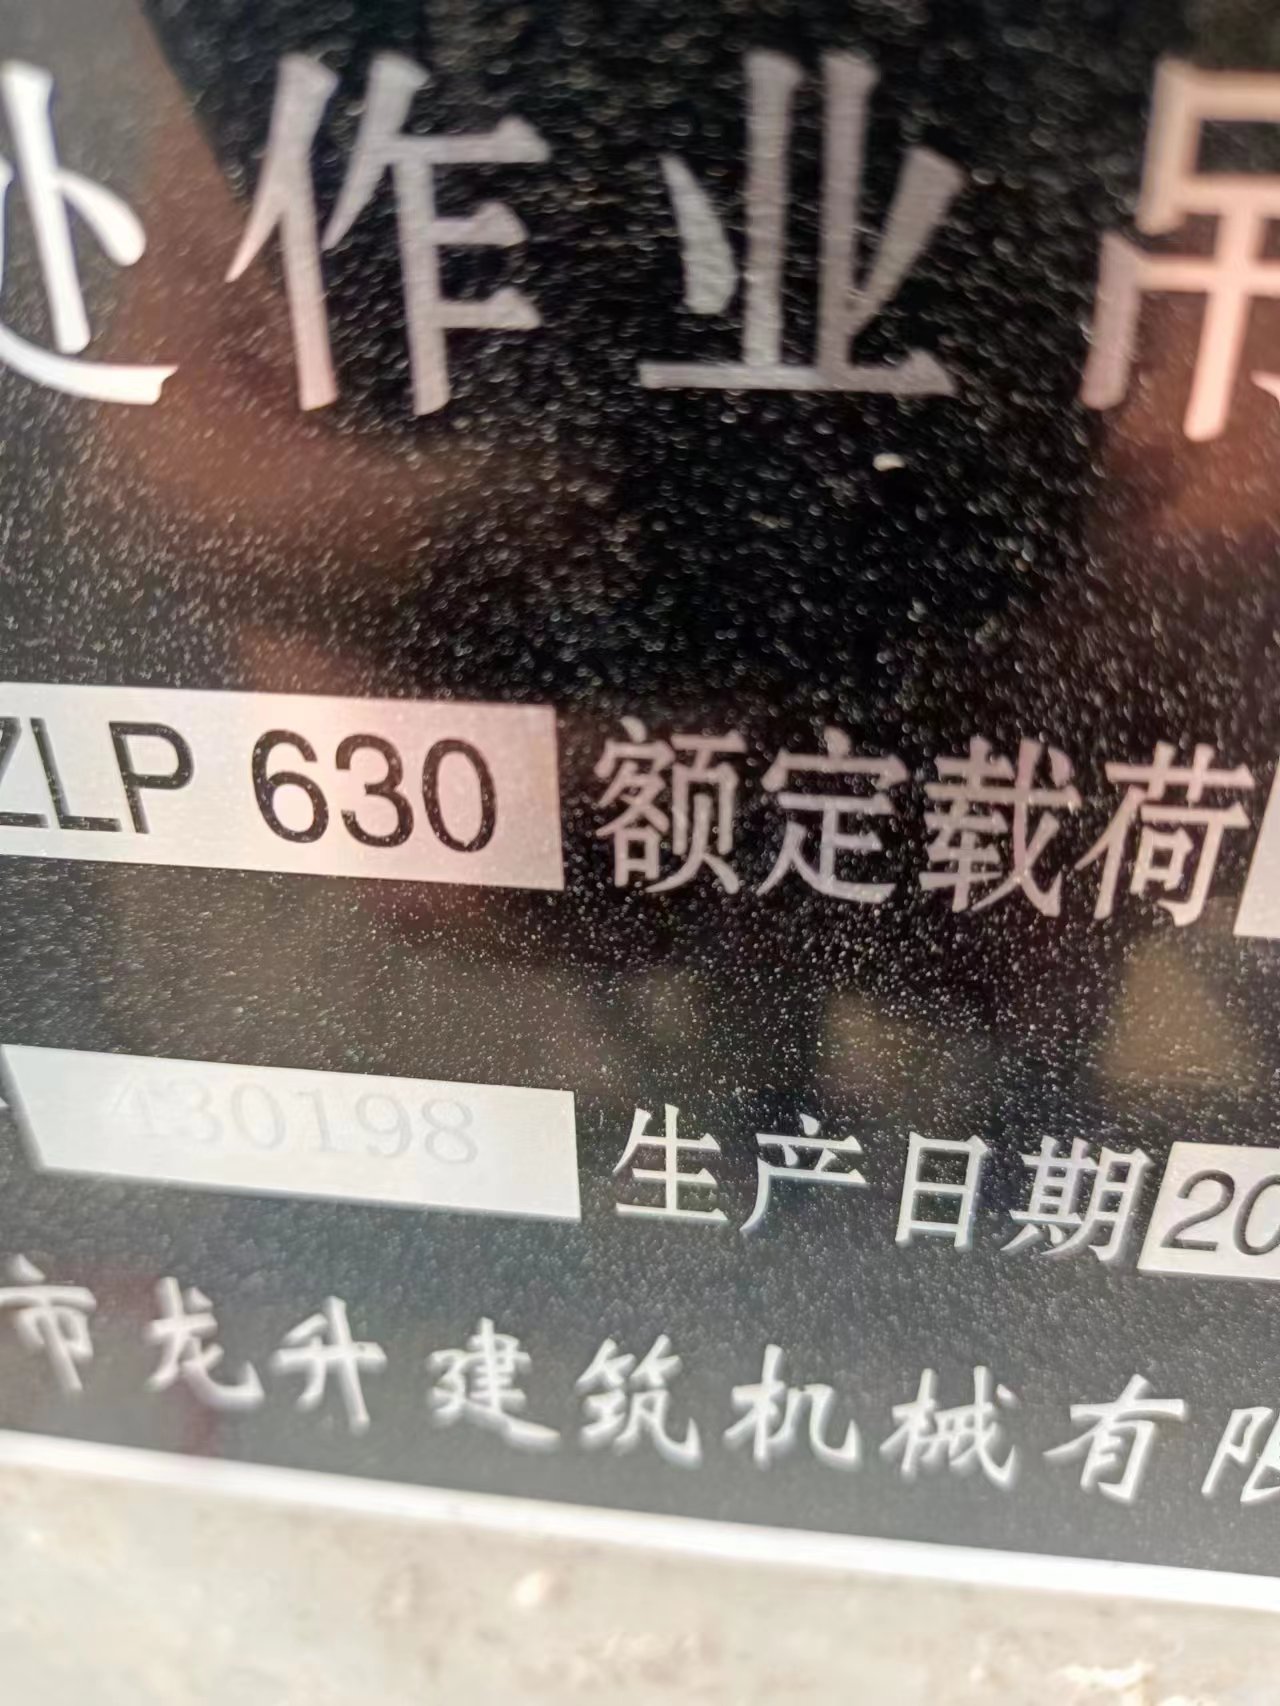 处作业吊
ZLP 630 额定载荷
430198 生产日期 20
市龙升建筑机械有限